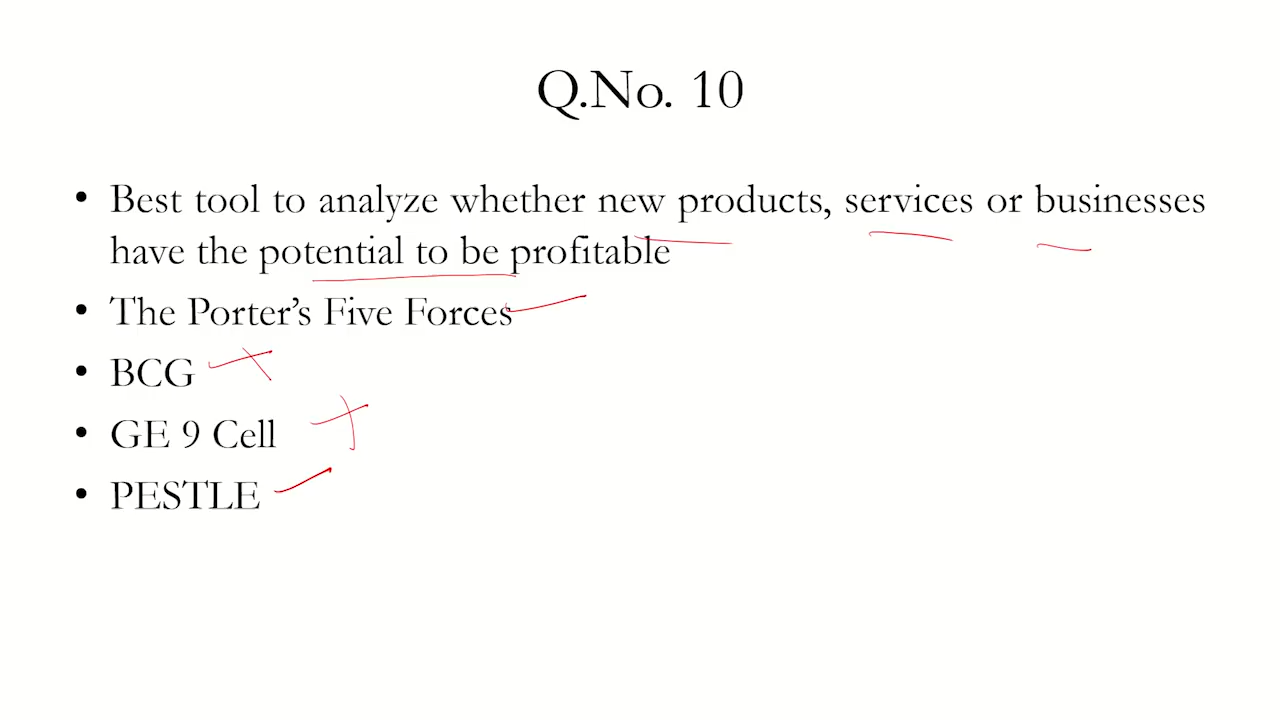 Q.No. 10
• Best tool to analyze whether new products, services or businesses
have the potential to be profitable
• The Porter’s Five Forces
• BCG
• GE 9 Cell
• PESTLE